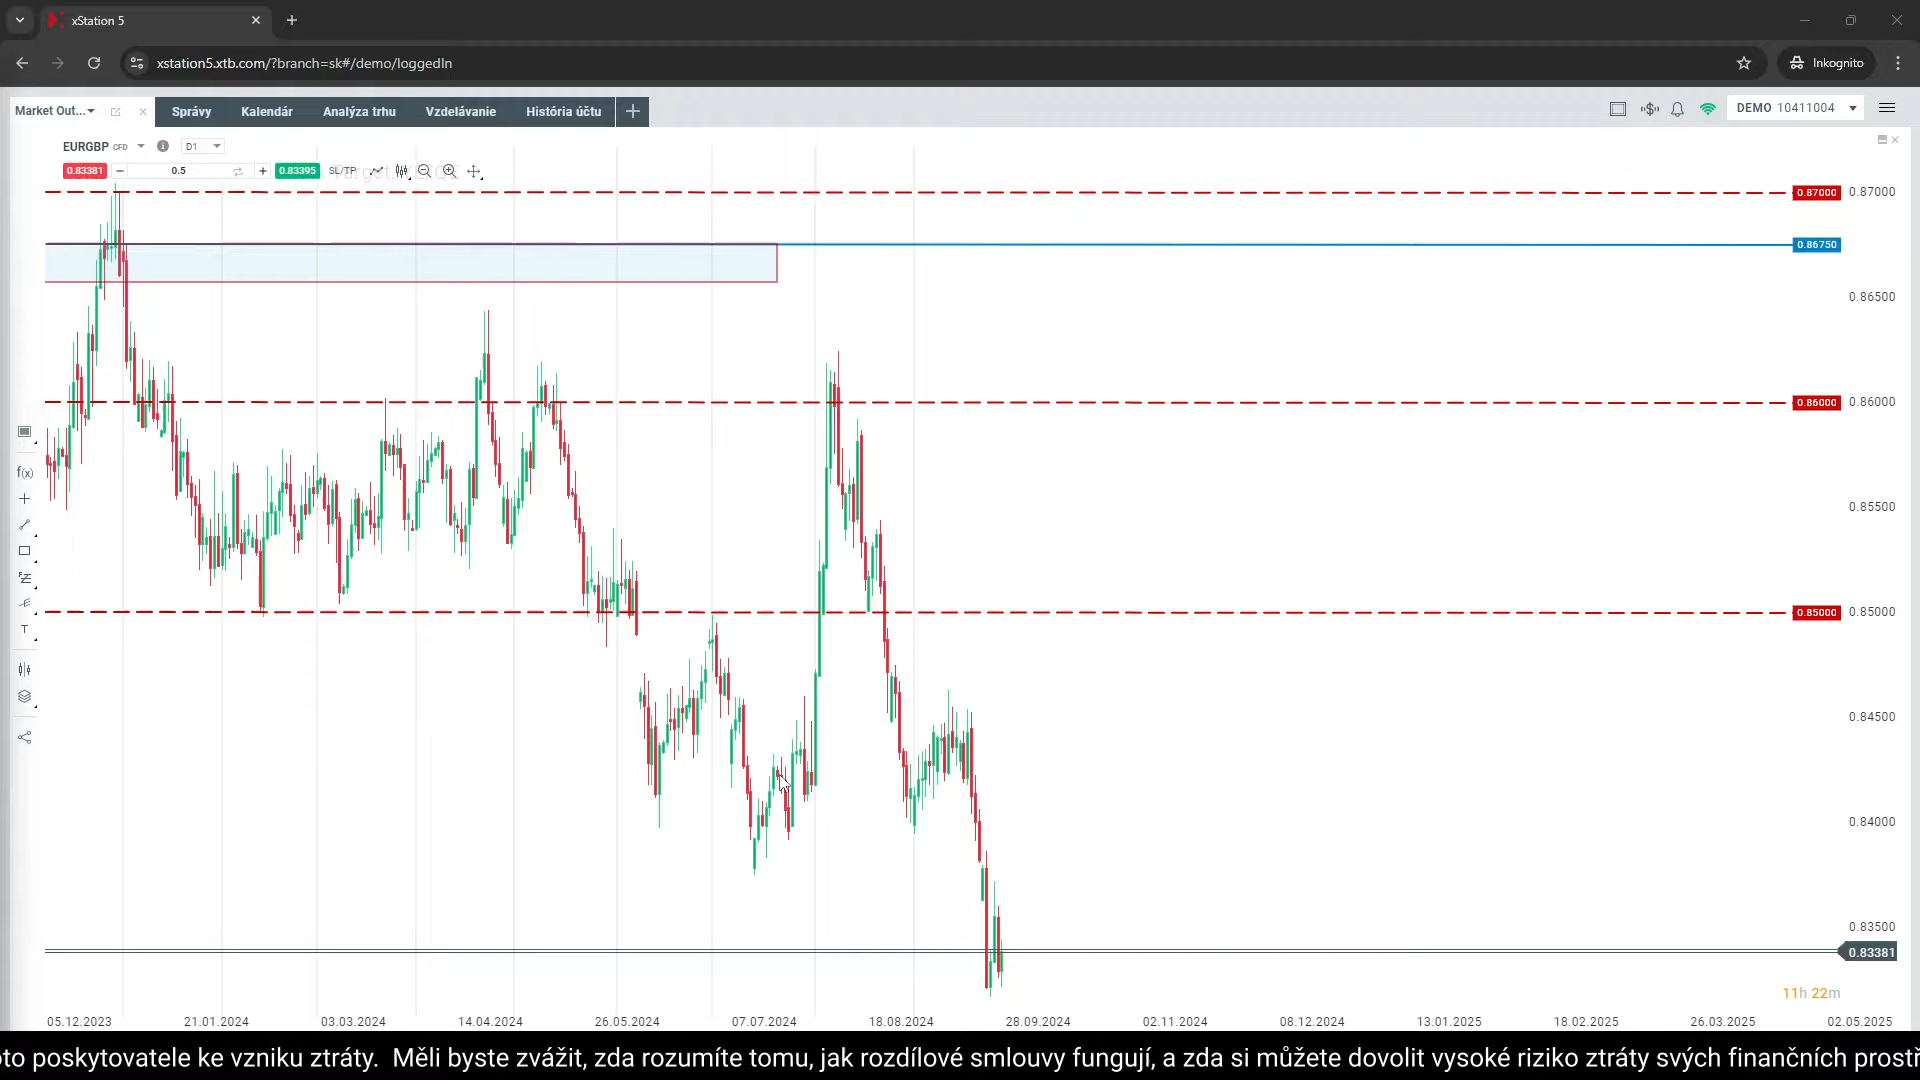 xStation 5
xstation5.xtb.com/?branch=sk#/demo/loggedIn
Inkognito
Market Out...
Správy
Kalendár
Analýza trhu
Vzdelávanie
História účtu
DEMO 10411004
EURGBP CFD D1
0.83381 0.5 0.83395 SL/TP
0.87000 0.87000
0.86750
0.86500
0.86000 0.86000
f(x)
0.85500
T
0.85000 0.85000
0.84500
0.84000
0.83500
0.83381
11h 22m
05.12.2023 21.01.2024 03.03.2024 14.04.2024 26.05.2024 07.07.2024 18.08.2024 28.09.2024 02.11.2024 08.12.2024 13.01.2025 18.02.2025 26.03.2025 02.05.2025
oto poskytovatele ke vzniku ztráty. Měli byste zvážit, zda rozumíte tomu, jak rozdílové smlouvy fungují, a zda si můžete dovolit vysoké riziko ztráty svých finančních prostř